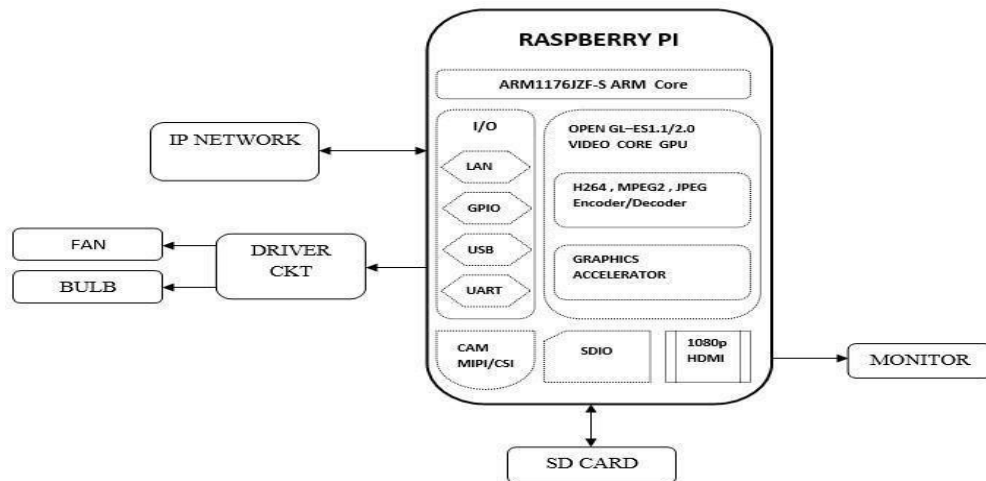 RASPBERRY PI
ARM1176JZF-S ARM Core
I/O
LAN
GPIO
USB
UART
OPEN GL–ES1.1/2.0
VIDEO CORE GPU
H264 , MPEG2 , JPEG
Encoder/Decoder
GRAPHICS
ACCELERATOR
CAM
MIPI/CSI
SDIO
1080p
HDMI
IP NETWORK
FAN
BULB
DRIVER
CKT
MONITOR
SD CARD